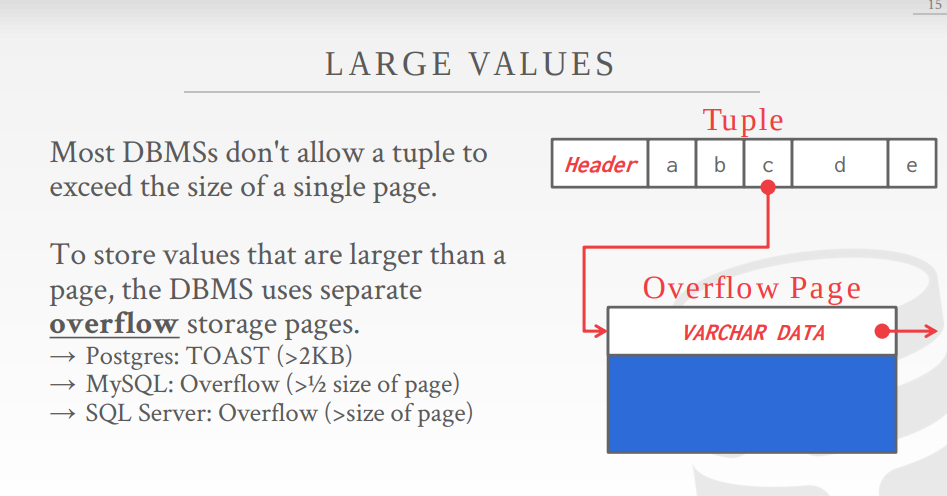 15
LARGE VALUES
Most DBMSs don't allow a tuple to
exceed the size of a single page.
To store values that are larger than a
page, the DBMS uses separate
overflow storage pages.
→ Postgres: TOAST (>2KB)
→ MySQL: Overflow (>½ size of page)
→ SQL Server: Overflow (>size of page)
Tuple
Header a b c d e
Overflow Page
VARCHAR DATA